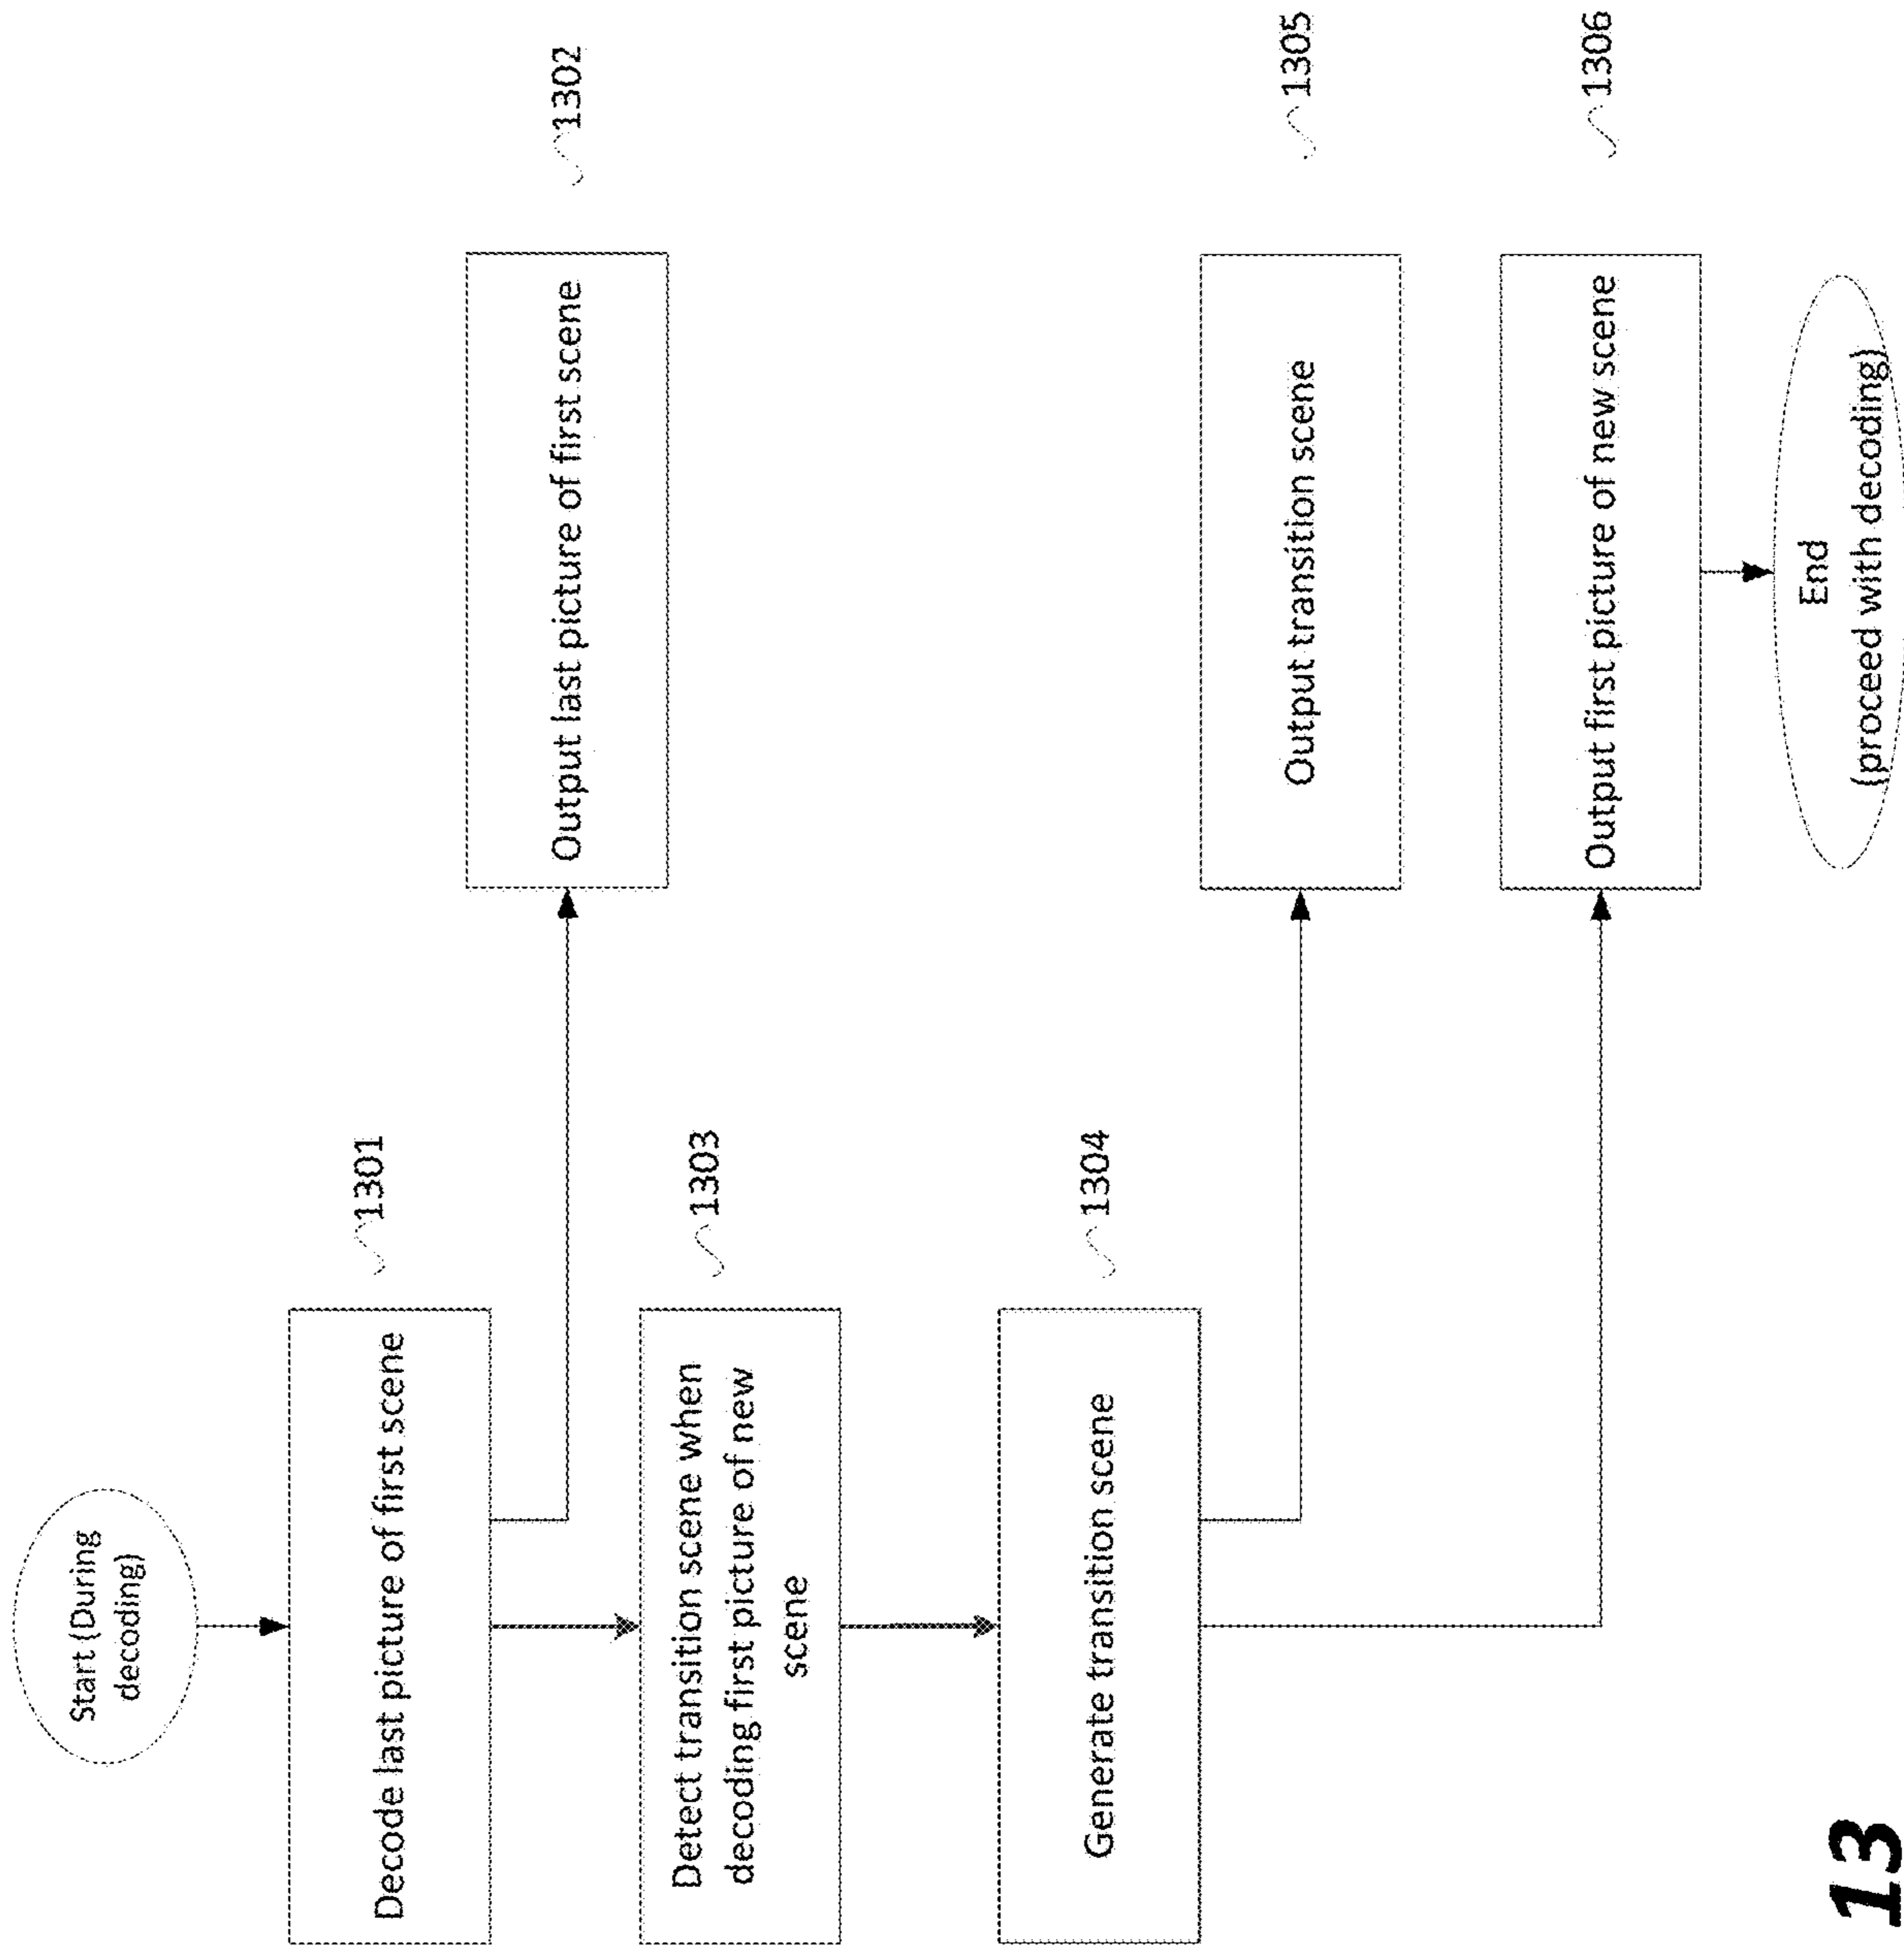 Start (During
decoding)
Decode last picture of first scene
1301
Output last picture of first scene
1302
Detect transition scene when
decoding first picture of new
scene
1303
Generate transition scene
1304
Output transition scene
1305
Output first picture of new scene
1306
End
(proceed with decoding)
13